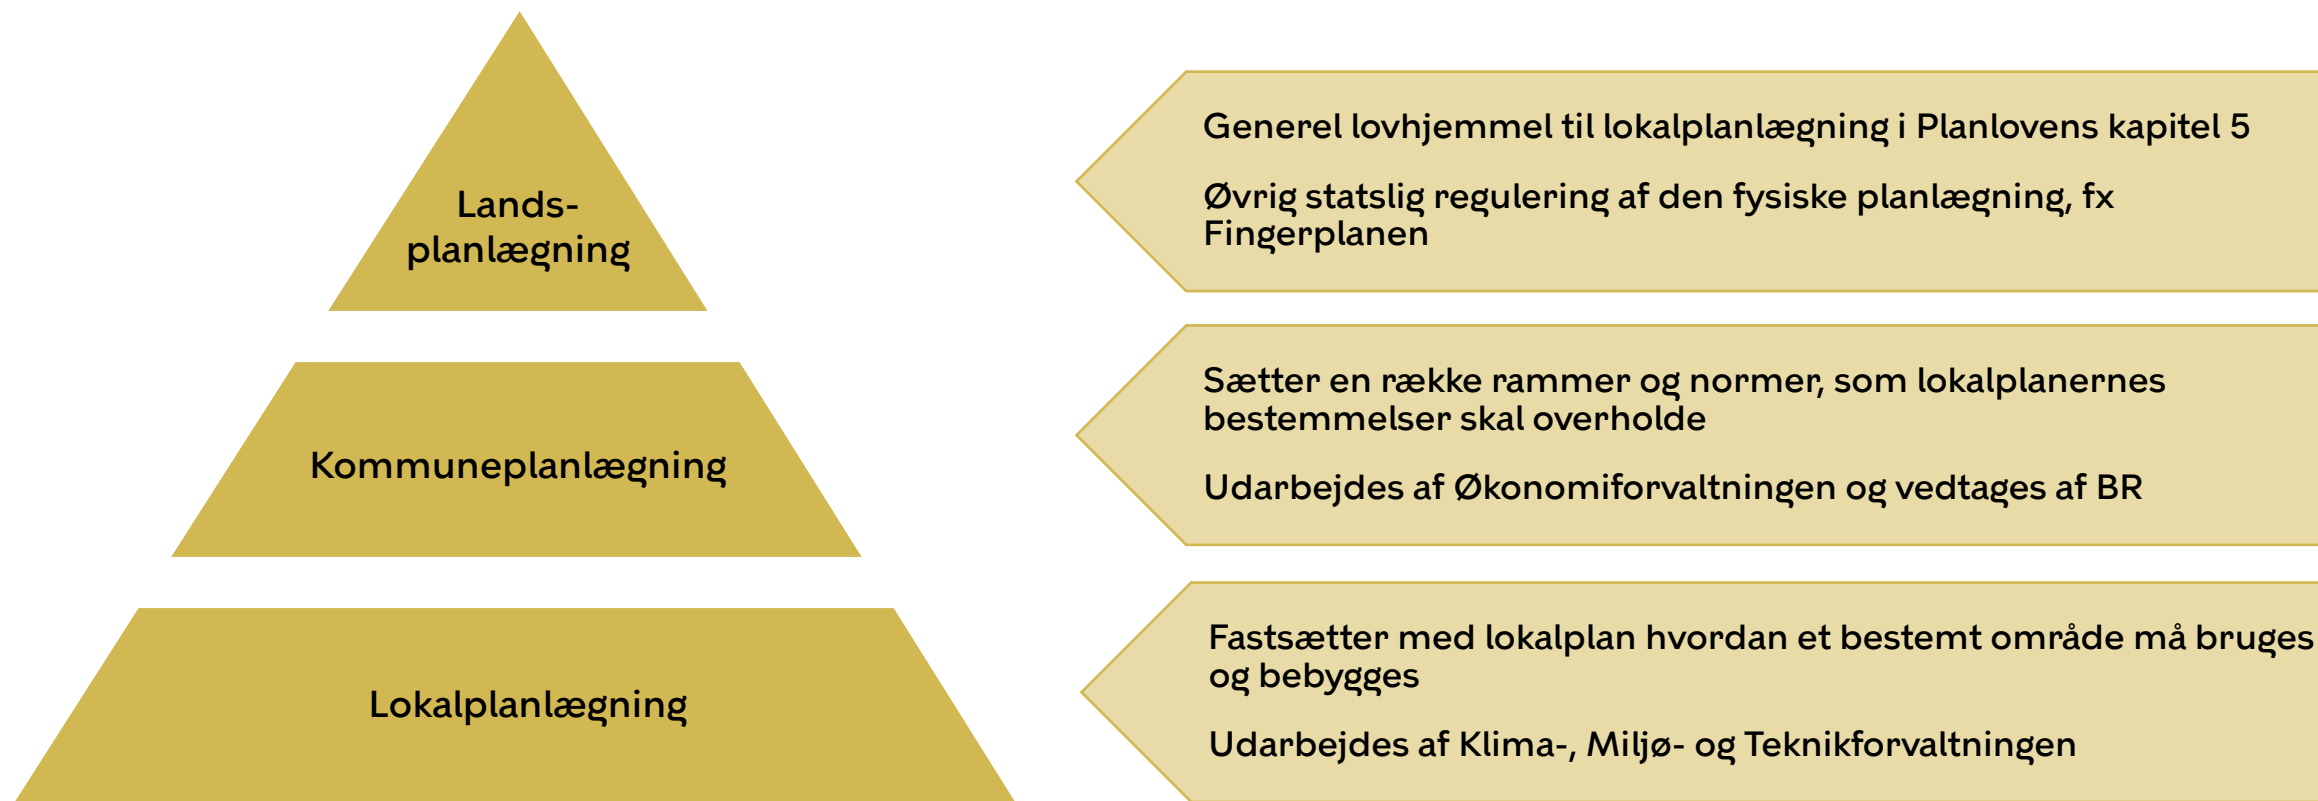 Lands-
planlægning
Generel lovhjemmel til lokalplanlægning i Planlovens kapitel 5
Øvrig statslig regulering af den fysiske planlægning, fx
Fingerplanen
Kommuneplanlægning
Sætter en række rammer og normer, som lokalplanernes
bestemmelser skal overholde
Udarbejdes af Økonomiforvaltningen og vedtages af BR
Lokalplanlægning
Fastsætter med lokalplan hvordan et bestemt område må bruges
og bebygges
Udarbejdes af Klima-, Miljø- og Teknikforvaltningen